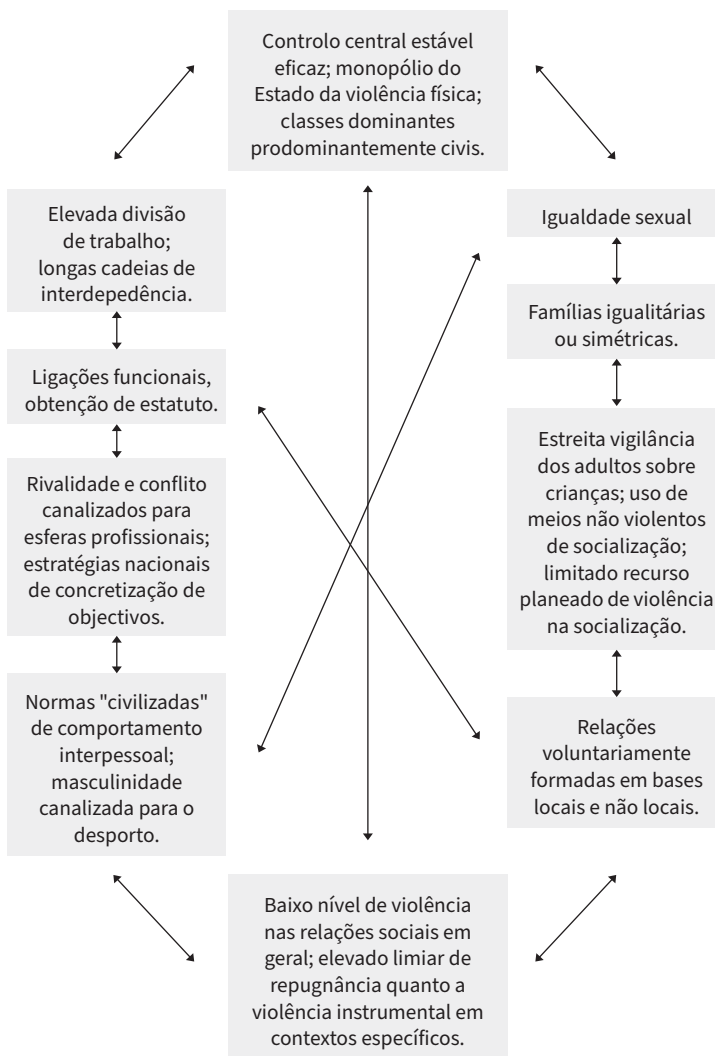 Controlo central estável
eficaz; monopólio do
Estado da violência física;
classes dominantes
prodominantemente civis.
Elevada divisão
de trabalho;
longas cadeias de
interdepedência.
Ligações funcionais,
obtenção de estatuto.
Rivalidade e conflito
canalizados para
esferas profissionais;
estratégias nacionais
de concretização de
objectivos.
Normas "civilizadas"
de comportamento
interpessoal;
masculinidade
canalizada para o
desporto.
Igualdade sexual
Famílias igualitárias
ou simétricas.
Estreita vigilância
dos adultos sobre
crianças; uso de
meios não violentos
de socialização;
limitado recurso
planeado de violência
na socialização.
Relações
voluntariamente
formadas em bases
locais e não locais.
Baixo nível de violência
nas relações sociais em
geral; elevado limiar de
repugnância quanto a
violência instrumental em
contextos específicos.